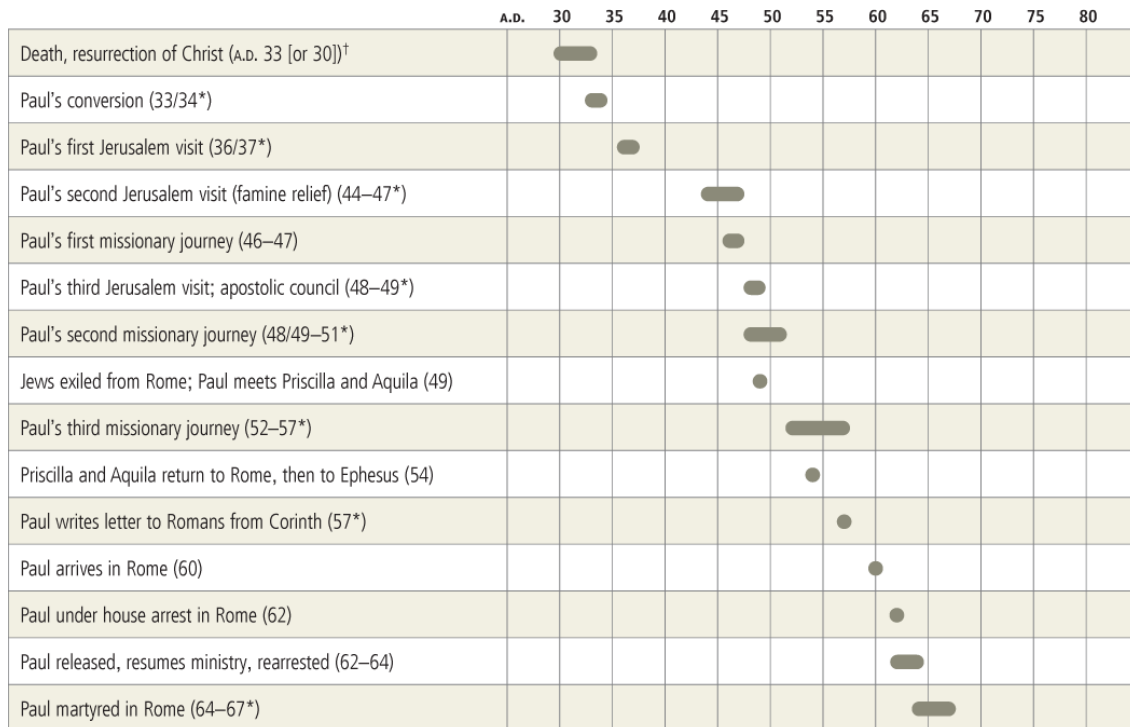 A.D. 30 35 40 45 50 55 60 65 70 75 80
Death, resurrection of Christ (A.D. 33 [or 30])†
Paul's conversion (33/34*)
Paul's first Jerusalem visit (36/37*)
Paul's second Jerusalem visit (famine relief) (44–47*)
Paul's first missionary journey (46–47)
Paul's third Jerusalem visit; apostolic council (48–49*)
Paul's second missionary journey (48/49–51*)
Jews exiled from Rome; Paul meets Priscilla and Aquila (49)
Paul's third missionary journey (52–57*)
Priscilla and Aquila return to Rome, then to Ephesus (54)
Paul writes letter to Romans from Corinth (57*)
Paul arrives in Rome (60)
Paul under house arrest in Rome (62)
Paul released, resumes ministry, rearrested (62–64)
Paul martyred in Rome (64–67*)